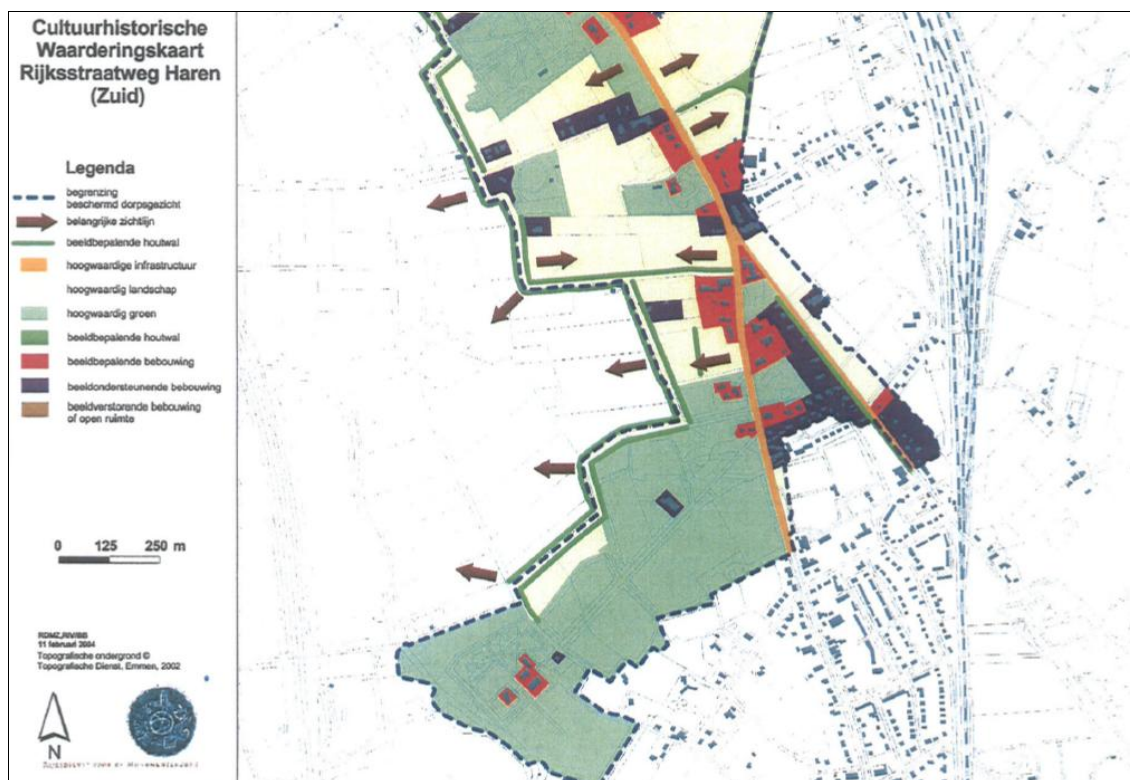 Cultuurhistorische
Waarderingskaart
Rijksstraatweg Haren
(Zuid)
Legenda
begrenzing
beschermd dorpsgezicht
belangrijke zichtlijn
beeldbepalende houtwal
hoogwaardige infrastructuur
hoogwaardig landschap
hoogwaardig groen
beeldbepalende houtwal
beeldbepalende bebouwing
beeldondersteunende bebouwing
beeldverstorende bebouwing
of open ruimte
0 125 250 m
11 februari 2004
Topografische ondergrond ©
Topografische Dienst, Emmen, 2002
N